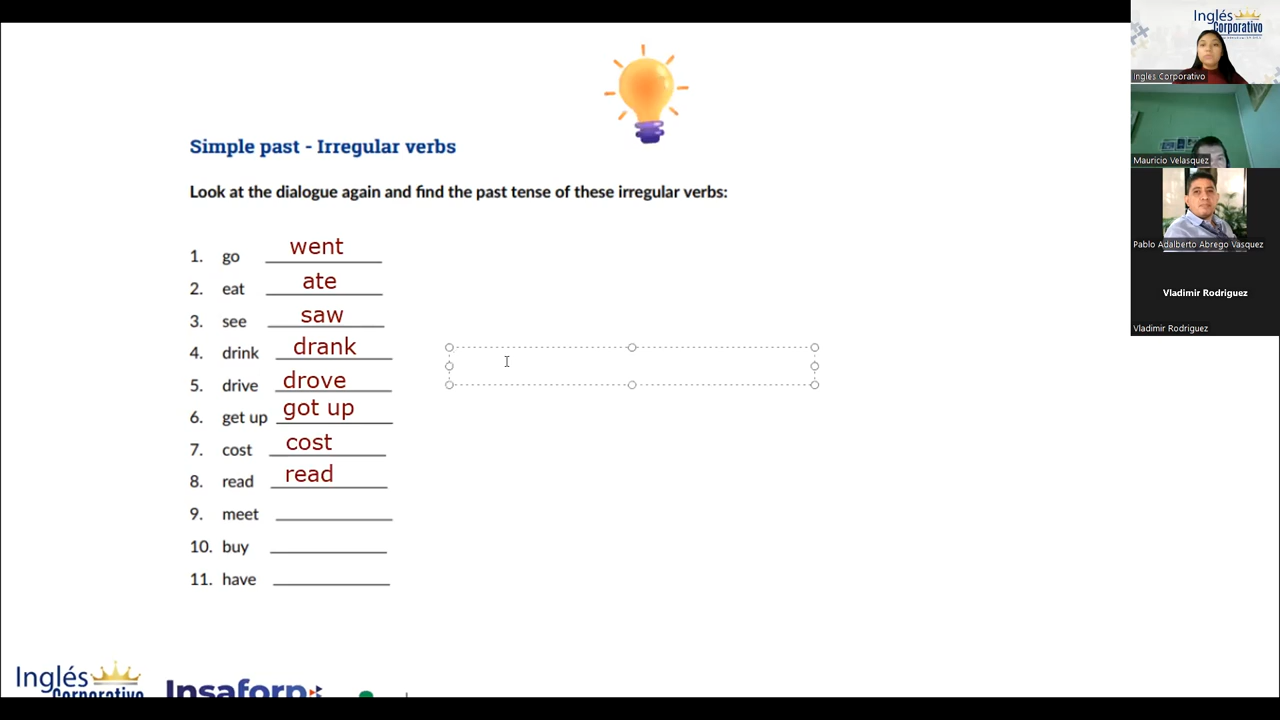 Simple past - Irregular verbs
Look at the dialogue again and find the past tense of these irregular verbs:
1. go went
2. eat ate
3. see saw
4. drink drank
5. drive drove
6. get up got up
7. cost cost
8. read read
9. meet
10. buy
11. have
Inglés
Corporativo
Insaforp
Inglés
Corporativo
Ingles Corporativo
Mauricio Velasquez
Pablo Adalberto Abrego Vasquez
Vladimir Rodriguez
Vladimir Rodriguez